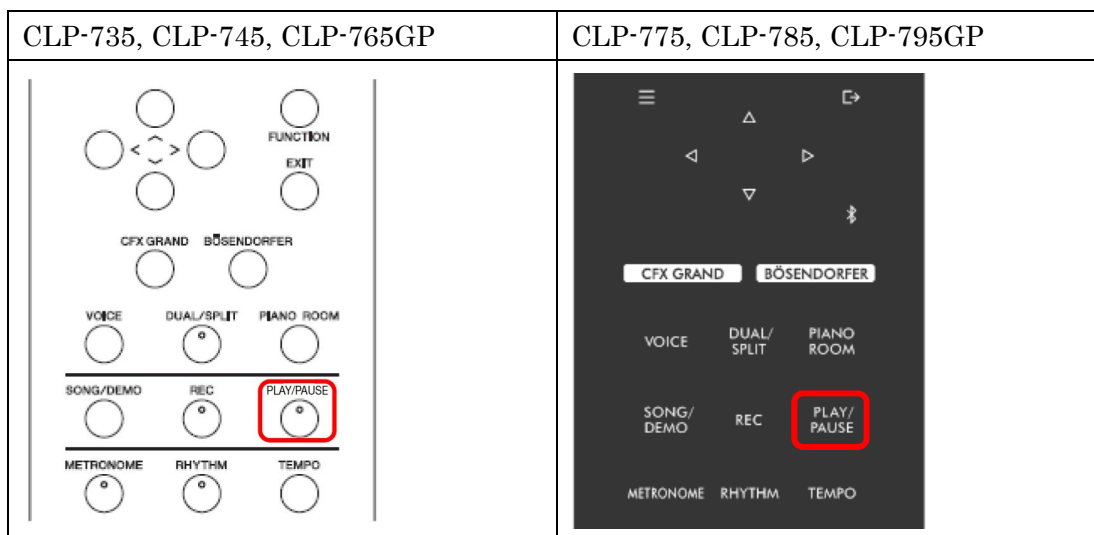 CLP-735, CLP-745, CLP-765GP
CLP-775, CLP-785, CLP-795GP
FUNCTION
EXIT
CFX GRAND BÖSENDORFER
VOICE DUAL/SPLIT PIANO ROOM
SONG/DEMO REC PLAY/PAUSE
METRONOME RHYTHM TEMPO
CFX GRAND BÖSENDORFER
VOICE DUAL/
SPLIT PIANO
ROOM
SONG/
DEMO REC PLAY/
PAUSE
METRONOME RHYTHM TEMPO